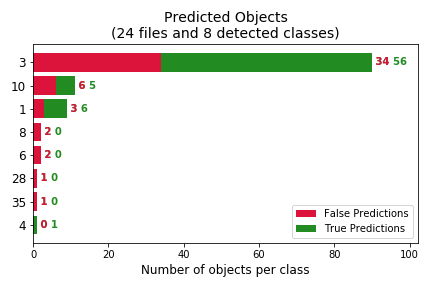 Predicted Objects
(24 files and 8 detected classes)
3 34 56
10 6 5
1 3 6
8 2 0
6 2 0
28 1 0
35 1 0
4 0 1
False Predictions
True Predictions
0 20 40 60 80 100
Number of objects per class